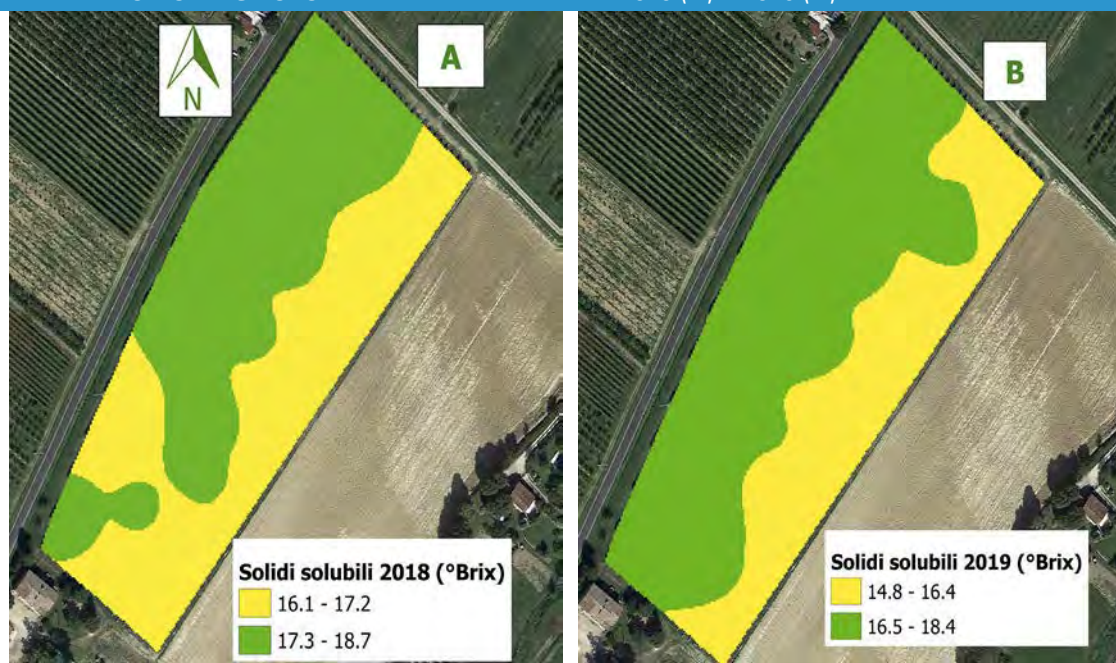 A
N
Solidi solubili 2018 (°Brix)
16.1 - 17.2
17.3 - 18.7
B
Solidi solubili 2019 (°Brix)
14.8 - 16.4
16.5 - 18.4